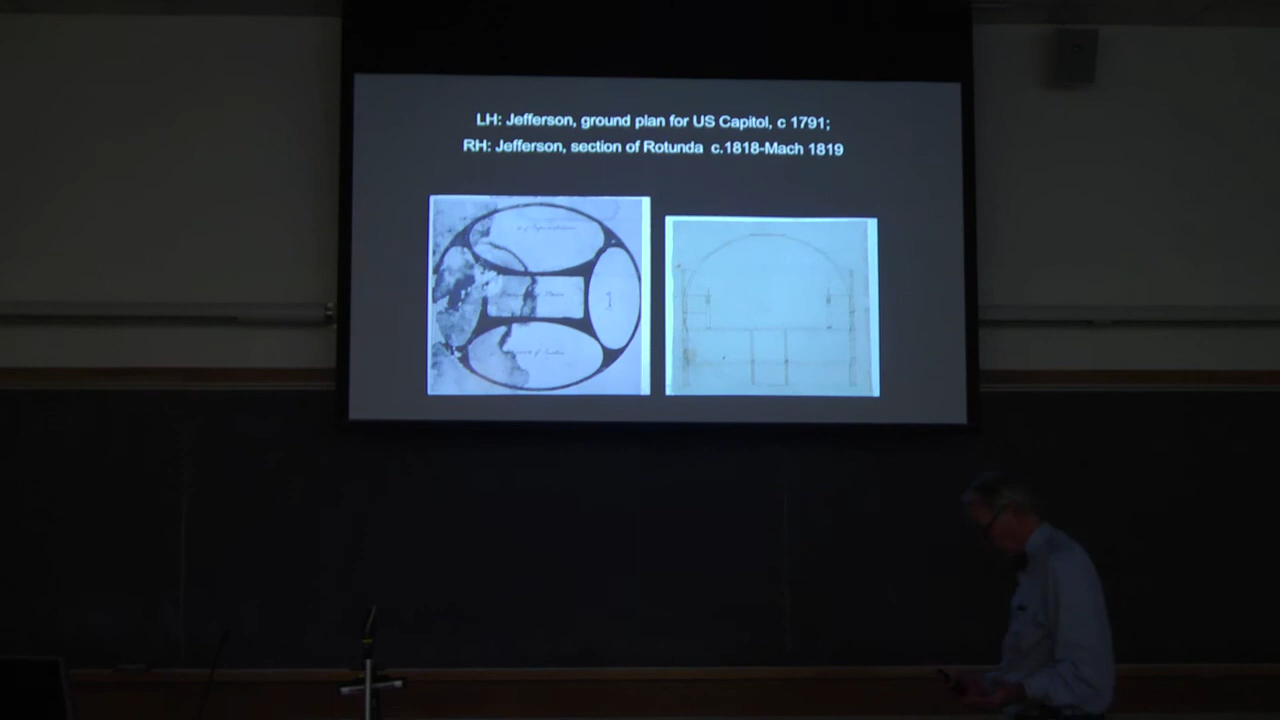 LH: Jefferson, ground plan for US Capitol, c 1791;
RH: Jefferson, section of Rotunda c.1818-Mach 1819